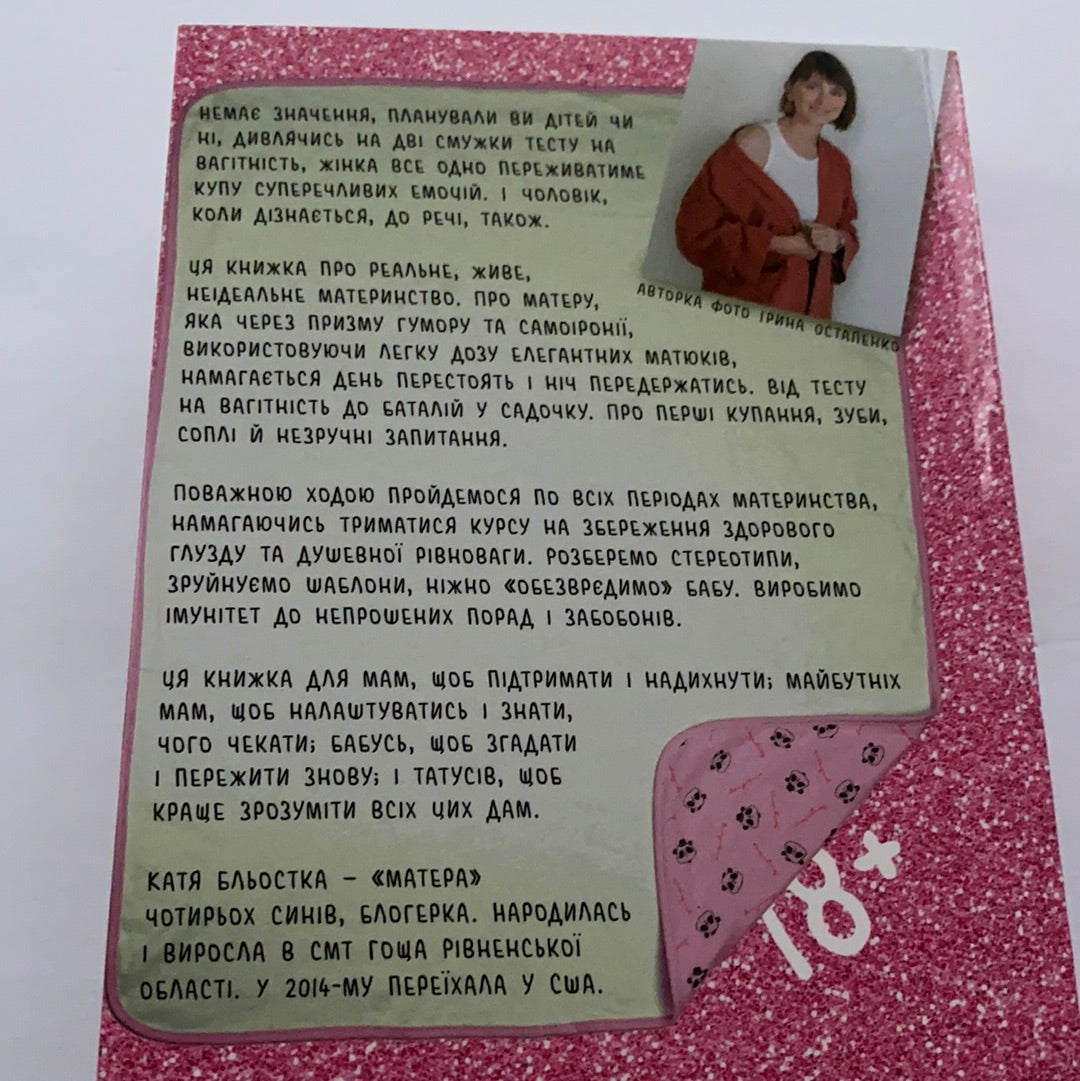 НЕМАЄ ЗНАЧЕННЯ, ПЛАНУВАЛИ ВИ ДІТЕЙ ЧИ
НІ, ДИВЛЯЧИСЬ НА ДВІ СМУЖКИ ТЕСТУ НА
ВАГІТНІСТЬ, ЖІНКА ВСЕ ОДНО ПЕРЕЖИВАТИМЕ
КУПУ СУПЕРЕЧЛИВИХ ЕМОЦІЙ. І ЧОЛОВІК,
КОЛИ ДІЗНАЄТЬСЯ, ДО РЕЧІ, ТАКОЖ.
АВТОРКА ФОТО ІРИНА ОСТАПЕНКО
ЦЯ КНИЖКА ПРО РЕАЛЬНЕ, ЖИВЕ,
НЕІДЕАЛЬНЕ МАТЕРИНСТВО. ПРО МАТЕРУ,
ЯКА ЧЕРЕЗ ПРИЗМУ ГУМОРУ ТА САМОІРОНІЇ,
ВИКОРИСТОВУЮЧИ ЛЕГКУ ДОЗУ ЕЛЕГАНТНИХ МАТЮКІВ,
НАМАГАЄТЬСЯ ДЕНЬ ПЕРЕСТОЯТЬ І НІЧ ПЕРЕДЕРЖАТИСЬ. ВІД ТЕСТУ
НА ВАГІТНІСТЬ ДО БАТАЛІЙ У САДОЧКУ. ПРО ПЕРШІ КУПАННЯ, ЗУБИ,
СОПЛІ Й НЕЗРУЧНІ ЗАПИТАННЯ.
ПОВАЖНОЮ ХОДОЮ ПРОЙДЕМОСЯ ПО ВСІХ ПЕРІОДАХ МАТЕРИНСТВА,
НАМАГАЮЧИСЬ ТРИМАТИСЯ КУРСУ НА ЗБЕРЕЖЕННЯ ЗДОРОВОГО
ГЛУЗДУ ТА ДУШЕВНОЇ РІВНОВАГИ. РОЗБЕРЕМО СТЕРЕОТИПИ,
ЗРУЙНУЄМО ШАБЛОНИ, НІЖНО «ОБЕЗВРЄДИМО» БАБУ. ВИРОБИМО
ІМУНІТЕТ ДО НЕПРОШЕНИХ ПОРАД І ЗАБОБОНІВ.
ЦЯ КНИЖКА ДЛЯ МАМ, ЩОБ ПІДТРИМАТИ І НАДИХНУТИ; МАЙБУТНІХ
МАМ, ЩОБ НАЛАШТУВАТИСЬ І ЗНАТИ,
ЧОГО ЧЕКАТИ; БАБУСЬ, ЩОБ ЗГАДАТИ
І ПЕРЕЖИТИ ЗНОВУ; І ТАТУСІВ, ЩОБ
КРАЩЕ ЗРОЗУМІТИ ВСІХ ЦИХ ДАМ.
КАТЯ БЛЬОСТКА – «МАТЕРА»
ЧОТИРЬОХ СИНІВ, БЛОГЕРКА. НАРОДИЛАСЬ
І ВИРОСЛА В СМТ ГОЩА РІВНЕНСЬКОЇ
ОБЛАСТІ. У 2014-МУ ПЕРЕЇХАЛА У США.
18+